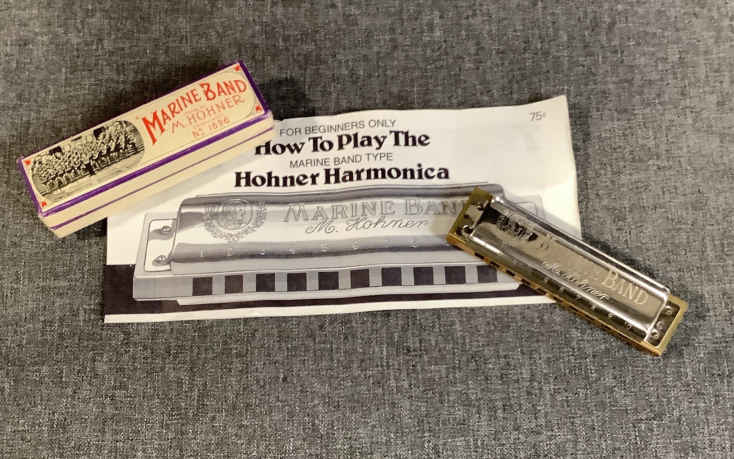 MARINE BAND
M. HOHNER
No 1896
FOR BEGINNERS ONLY
75¢
How To Play The
MARINE BAND TYPE
Hohner Harmonica
MARINE BAND
M. Hohner
BAND
M. Hohner